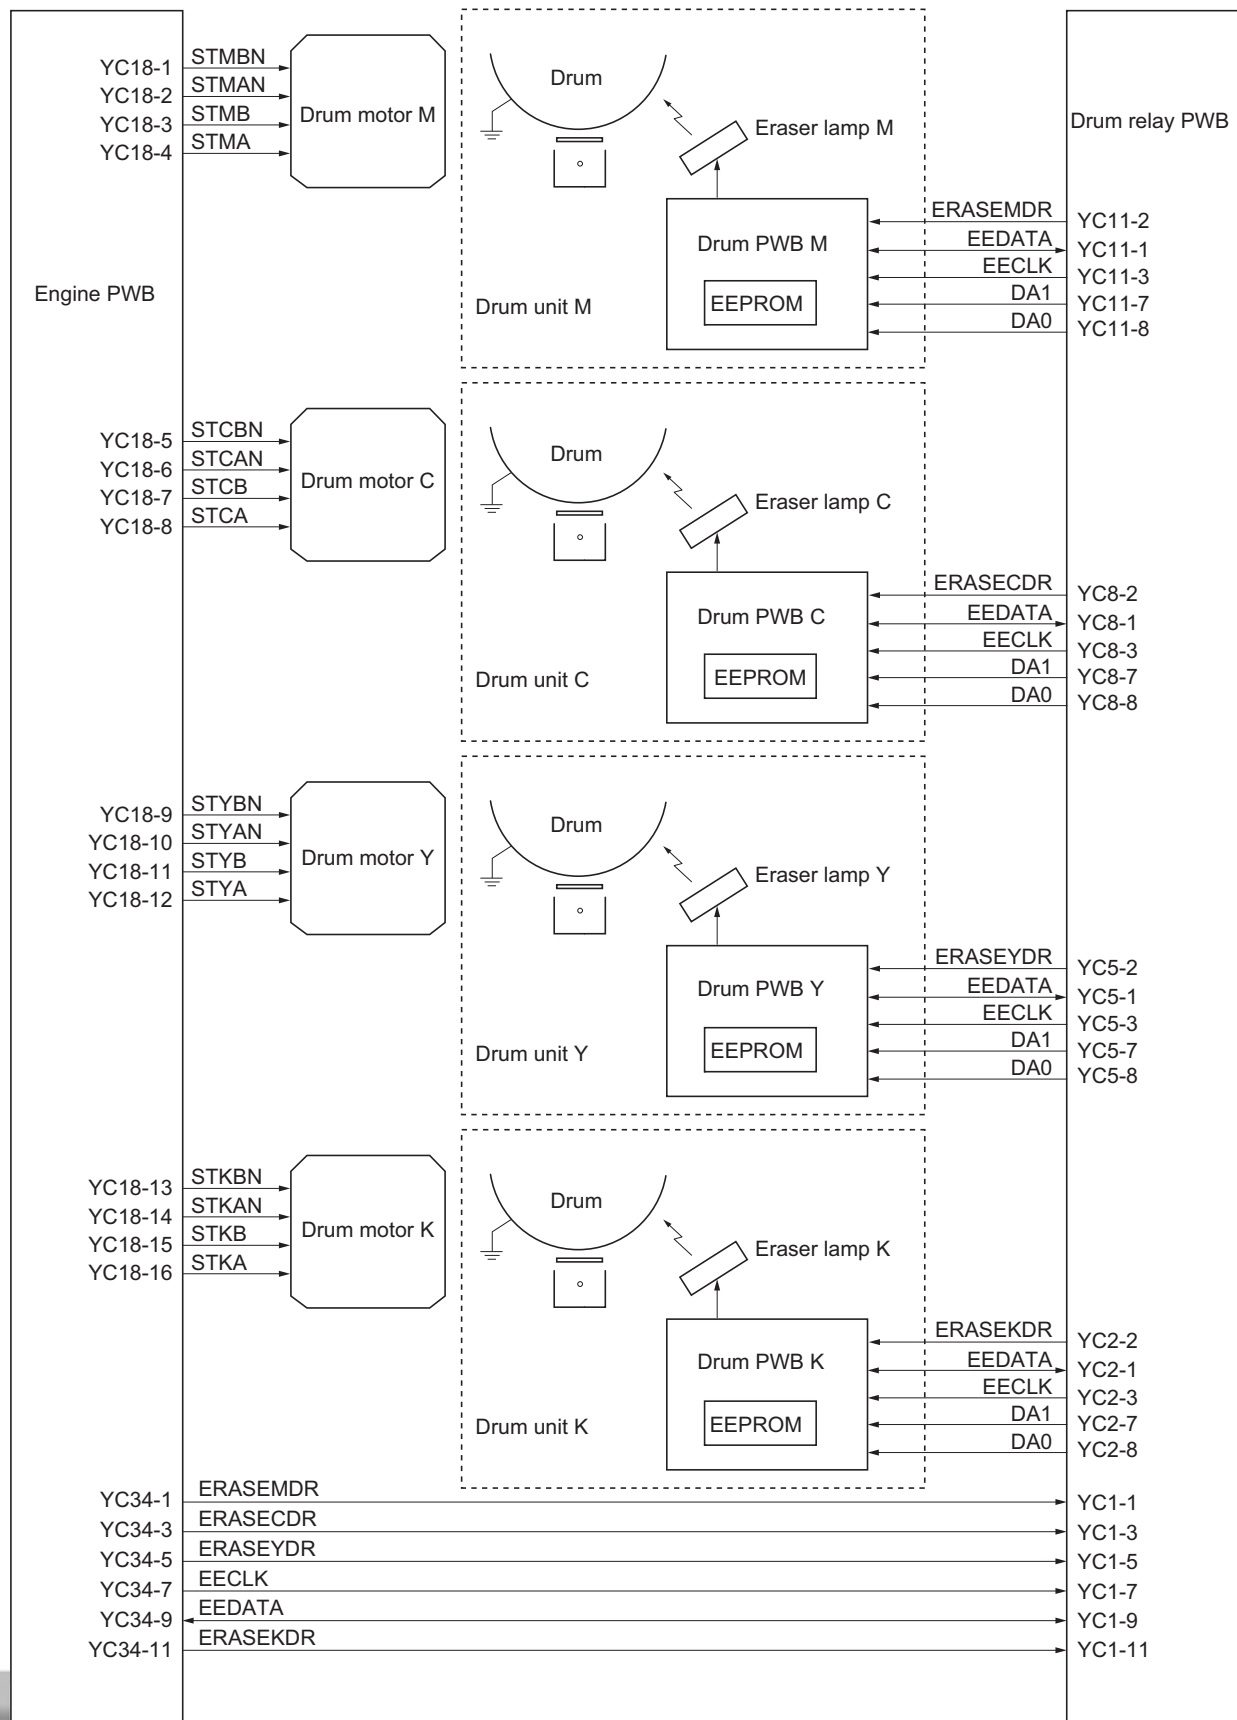 Engine PWB
Drum relay PWB
YC18-1 STMBN
YC18-2 STMAN
YC18-3 STMB
YC18-4 STMA
Drum motor M
Drum
Eraser lamp M
Drum PWB M
EEPROM
Drum unit M
ERASEMDR YC11-2
EEDATA YC11-1
EECLK YC11-3
DA1 YC11-7
DA0 YC11-8
YC18-5 STCBN
YC18-6 STCAN
YC18-7 STCB
YC18-8 STCA
Drum motor C
Drum
Eraser lamp C
Drum PWB C
EEPROM
Drum unit C
ERASECDR YC8-2
EEDATA YC8-1
EECLK YC8-3
DA1 YC8-7
DA0 YC8-8
YC18-9 STYBN
YC18-10 STYAN
YC18-11 STYB
YC18-12 STYA
Drum motor Y
Drum
Eraser lamp Y
Drum PWB Y
EEPROM
Drum unit Y
ERASEYDR YC5-2
EEDATA YC5-1
EECLK YC5-3
DA1 YC5-7
DA0 YC5-8
YC18-13 STKBN
YC18-14 STKAN
YC18-15 STKB
YC18-16 STKA
Drum motor K
Drum
Eraser lamp K
Drum PWB K
EEPROM
Drum unit K
ERASEKDR YC2-2
EEDATA YC2-1
EECLK YC2-3
DA1 YC2-7
DA0 YC2-8
YC34-1 ERASEMDR YC1-1
YC34-3 ERASECDR YC1-3
YC34-5 ERASEYDR YC1-5
YC34-7 EECLK YC1-7
YC34-9 EEDATA YC1-9
YC34-11 ERASEKDR YC1-11